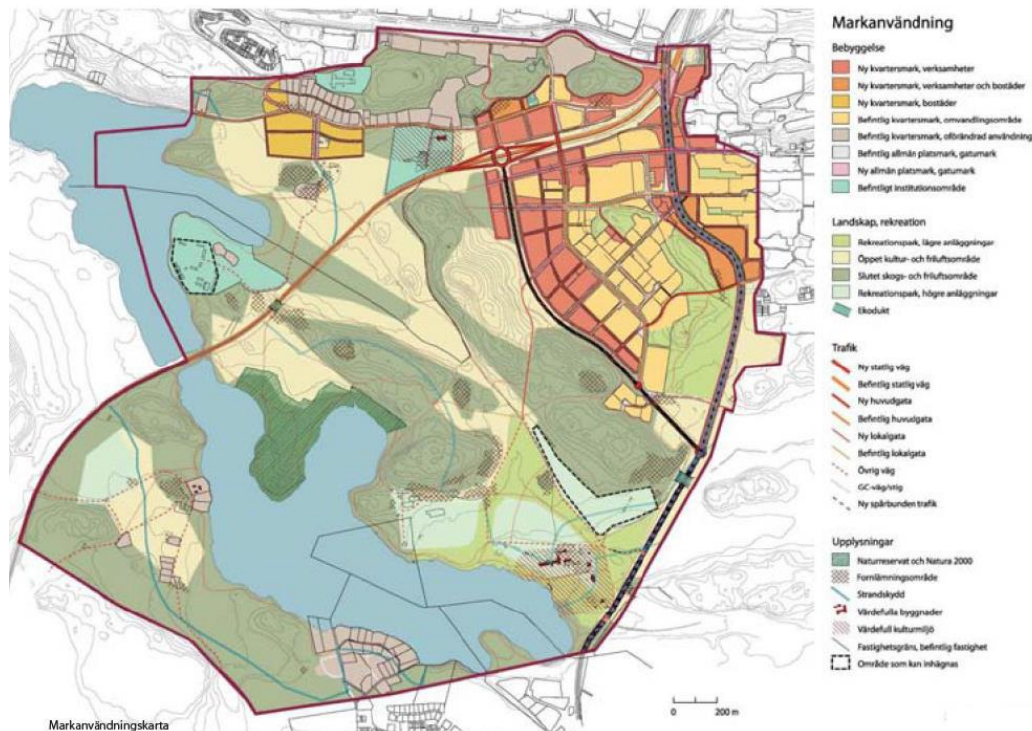 Markanvändning
Bebyggelse
Ny kvartersmark, verksamheter
Ny kvartersmark, verksamheter och bostäder
Ny kvartersmark, bostäder
Befintlig kvartersmark, omvandlingsområde
Befintlig kvartersmark, oförändrad användning
Befintlig allmän platsmark, gatumark
Ny allmän platsmark, gatumark
Befintligt institutionsområde
Landskap, rekreation
Rekreationspark, lägre anläggningar
Öppet kultur- och friluftsområde
Slutet skogs- och friluftsområde
Rekreationspark, högre anläggningar
Ekodukt
Trafik
Ny statlig väg
Befintlig statlig väg
Ny huvudgata
Befintlig huvudgata
Ny lokalgata
Befintlig lokalgata
Övrig väg
GC-väg/stig
Ny spårbunden trafik
Upplysningar
Naturreservat och Natura 2000
Fornlämningsområde
Strandskydd
Värdefulla byggnader
Värdefull kulturmiljö
Fastighetsgräns, befintlig fastighet
Område som kan inhägnas
0 200 m
Markanvändningskarta